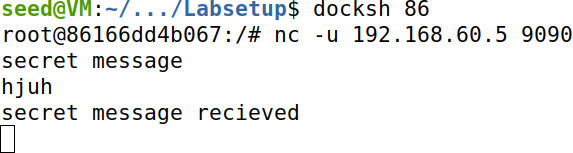 seed@VM:~/.../Labsetup$ docksh 86
root@86166dd4b067:/# nc -u 192.168.60.5 9090
secret message
hjuh
secret message recieved